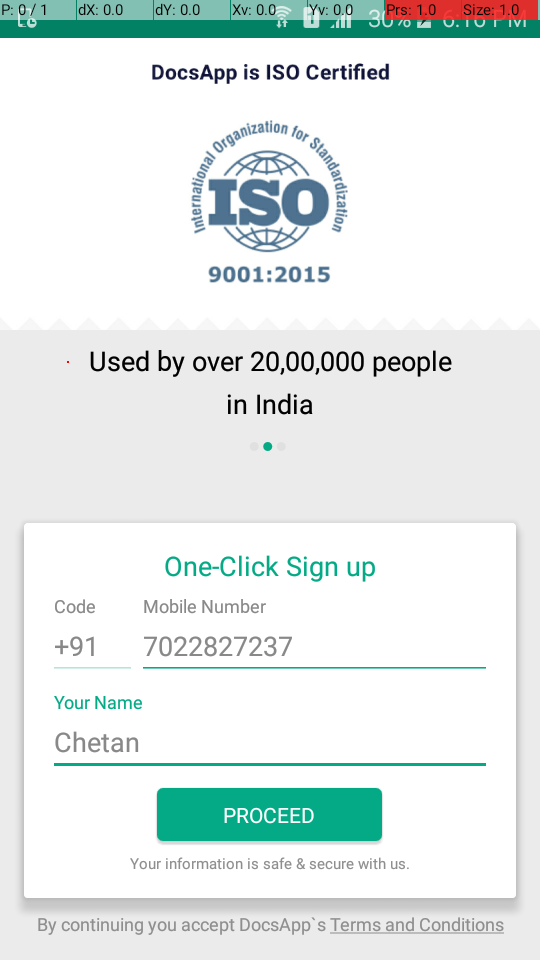 P: 0 / 1 dX: 0.0 dY: 0.0 Xv: 0.0 Yv: 0.0 Prs: 1.0 Size: 1.0
30% 6:10 PM
DocsApp is ISO Certified
International Organization for Standardization
ISO
9001:2015
Used by over 20,00,000 people
in India
One-Click Sign up
Code Mobile Number
+91 7022827237
Your Name
Chetan
PROCEED
Your information is safe & secure with us.
By continuing you accept DocsApp`s Terms and Conditions